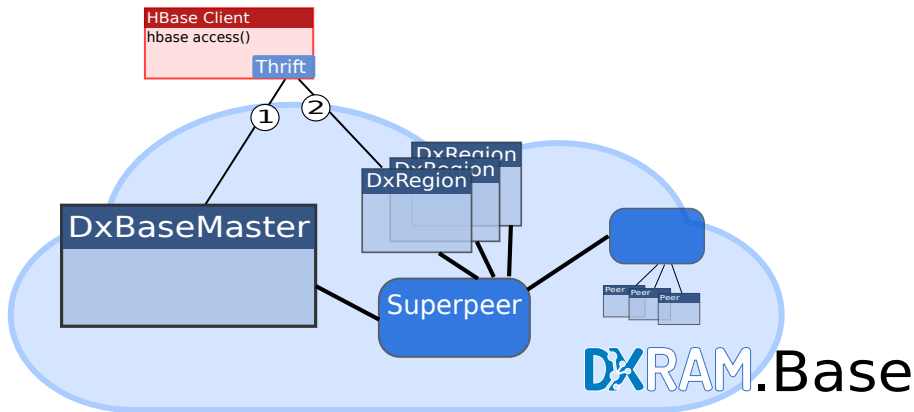 HBase Client
hbase access()
Thrift
1
2
DxRegion
DxRegion
DxRegion
DxBaseMaster
Superpeer
Peer
Peer
Peer
DXRAM.Base